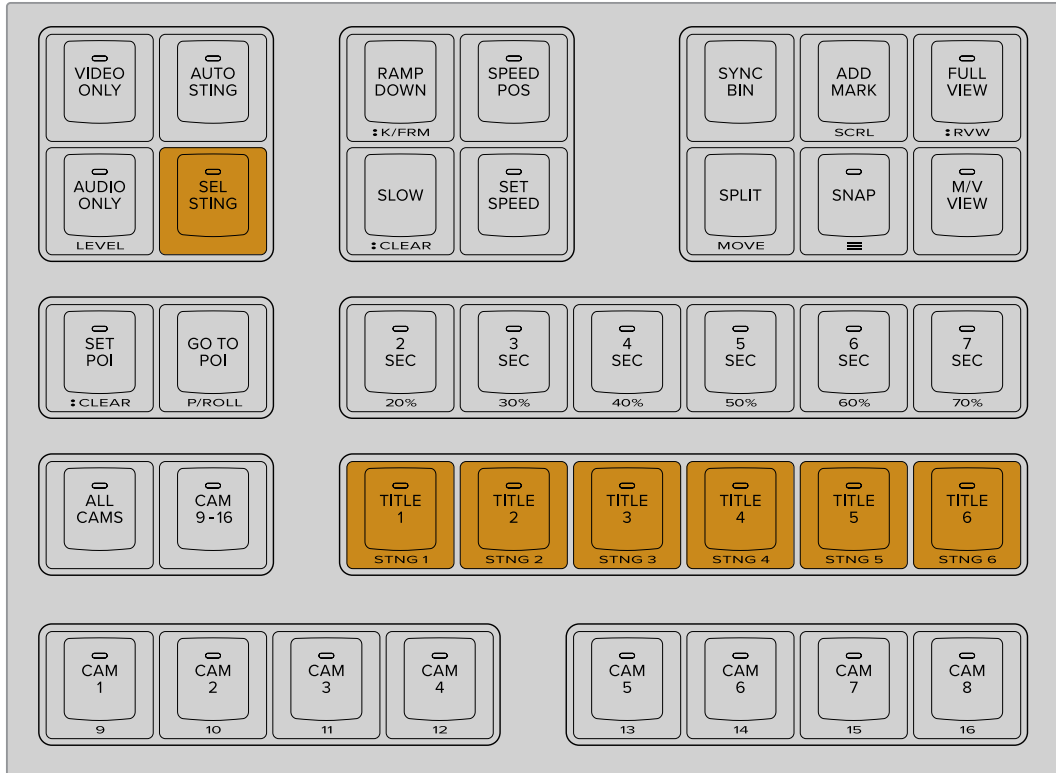 VIDEO ONLY
AUTO STING
RAMP DOWN
:K/FRM
SPEED POS
SYNC BIN
ADD MARK
SCRL
FULL VIEW
:RVW
AUDIO ONLY
LEVEL
SEL STING
SLOW
:CLEAR
SET SPEED
SPLIT
MOVE
SNAP
M/V VIEW
SET POI
:CLEAR
GO TO POI
P/ROLL
2 SEC
20%
3 SEC
30%
4 SEC
40%
5 SEC
50%
6 SEC
60%
7 SEC
70%
ALL CAMS
CAM 9-16
TITLE 1
STNG 1
TITLE 2
STNG 2
TITLE 3
STNG 3
TITLE 4
STNG 4
TITLE 5
STNG 5
TITLE 6
STNG 6
CAM 1
9
CAM 2
10
CAM 3
11
CAM 4
12
CAM 5
13
CAM 6
14
CAM 7
15
CAM 8
16